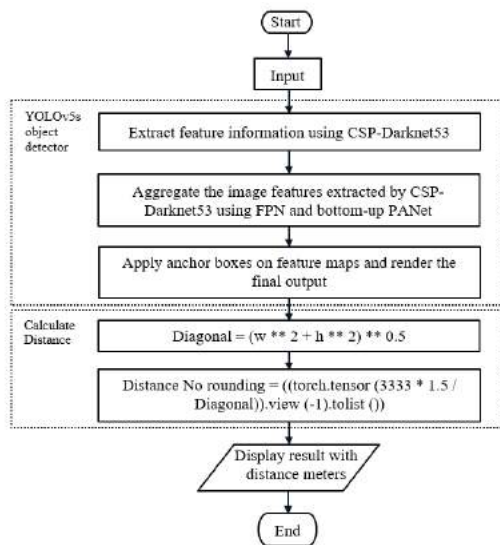 Start
Input
YOLOv5s
object
detector
Extract feature information using CSP-Darknet53
Aggregate the image features extracted by CSP-
Darknet53 using FPN and bottom-up PANet
Apply anchor boxes on feature maps and render the
final output
Calculate
Distance
Diagonal = (w ** 2 + h ** 2) ** 0.5
Distance No rounding = ((torch.tensor (3333 * 1.5 /
Diagonal)).view (-1).tolist ())
Display result with
distance meters
End